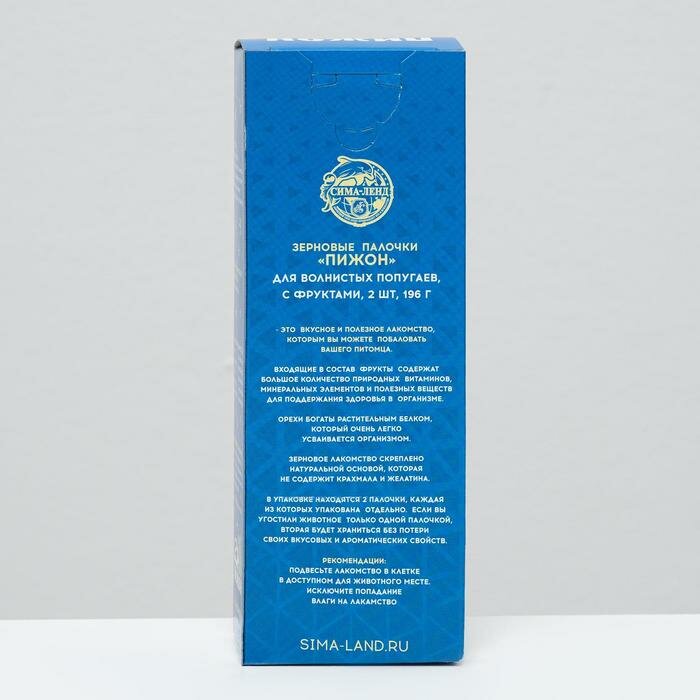 ПИЖОН
СИМА-ЛЕНД
ЗЕРНОВЫЕ ПАЛОЧКИ
«ПИЖОН»
ДЛЯ ВОЛНИСТЫХ ПОПУГАЕВ,
С ФРУКТАМИ, 2 ШТ, 196 Г
- ЭТО ВКУСНОЕ И ПОЛЕЗНОЕ ЛАКОМСТВО,
КОТОРЫМ ВЫ МОЖЕТЕ ПОБАЛОВАТЬ
ВАШЕГО ПИТОМЦА.
ВХОДЯЩИЕ В СОСТАВ ФРУКТЫ СОДЕРЖАТ
БОЛЬШОЕ КОЛИЧЕСТВО ПРИРОДНЫХ ВИТАМИНОВ,
МИНЕРАЛЬНЫХ ЭЛЕМЕНТОВ И ПОЛЕЗНЫХ ВЕЩЕСТВ
ДЛЯ ПОДДЕРЖАНИЯ ЗДОРОВЬЯ В ОРГАНИЗМЕ.
ОРЕХИ БОГАТЫ РАСТИТЕЛЬНЫМ БЕЛКОМ,
КОТОРЫЙ ОЧЕНЬ ЛЕГКО
УСВАИВАЕТСЯ ОРГАНИЗМОМ.
ЗЕРНОВОЕ ЛАКОМСТВО СКРЕПЛЕНО
НАТУРАЛЬНОЙ ОСНОВОЙ, КОТОРАЯ
НЕ СОДЕРЖИТ КРАХМАЛА И ЖЕЛАТИНА.
В УПАКОВКЕ НАХОДЯТСЯ 2 ПАЛОЧКИ, КАЖДАЯ
ИЗ КОТОРЫХ УПАКОВАНА ОТДЕЛЬНО. ЕСЛИ ВЫ
УГОСТИЛИ ЖИВОТНОЕ ТОЛЬКО ОДНОЙ ПАЛОЧКОЙ,
ВТОРАЯ БУДЕТ ХРАНИТЬСЯ БЕЗ ПОТЕРИ
СВОИХ ВКУСОВЫХ И АРОМАТИЧЕСКИХ СВОЙСТВ.
РЕКОМЕНДАЦИИ:
ПОДВЕСЬТЕ ЛАКОМСТВО В КЛЕТКЕ
В ДОСТУПНОМ ДЛЯ ЖИВОТНОГО МЕСТЕ.
ИСКЛЮЧИТЕ ПОПАДАНИЕ
ВЛАГИ НА ЛАКАМСТВО
SIMA-LAND.RU